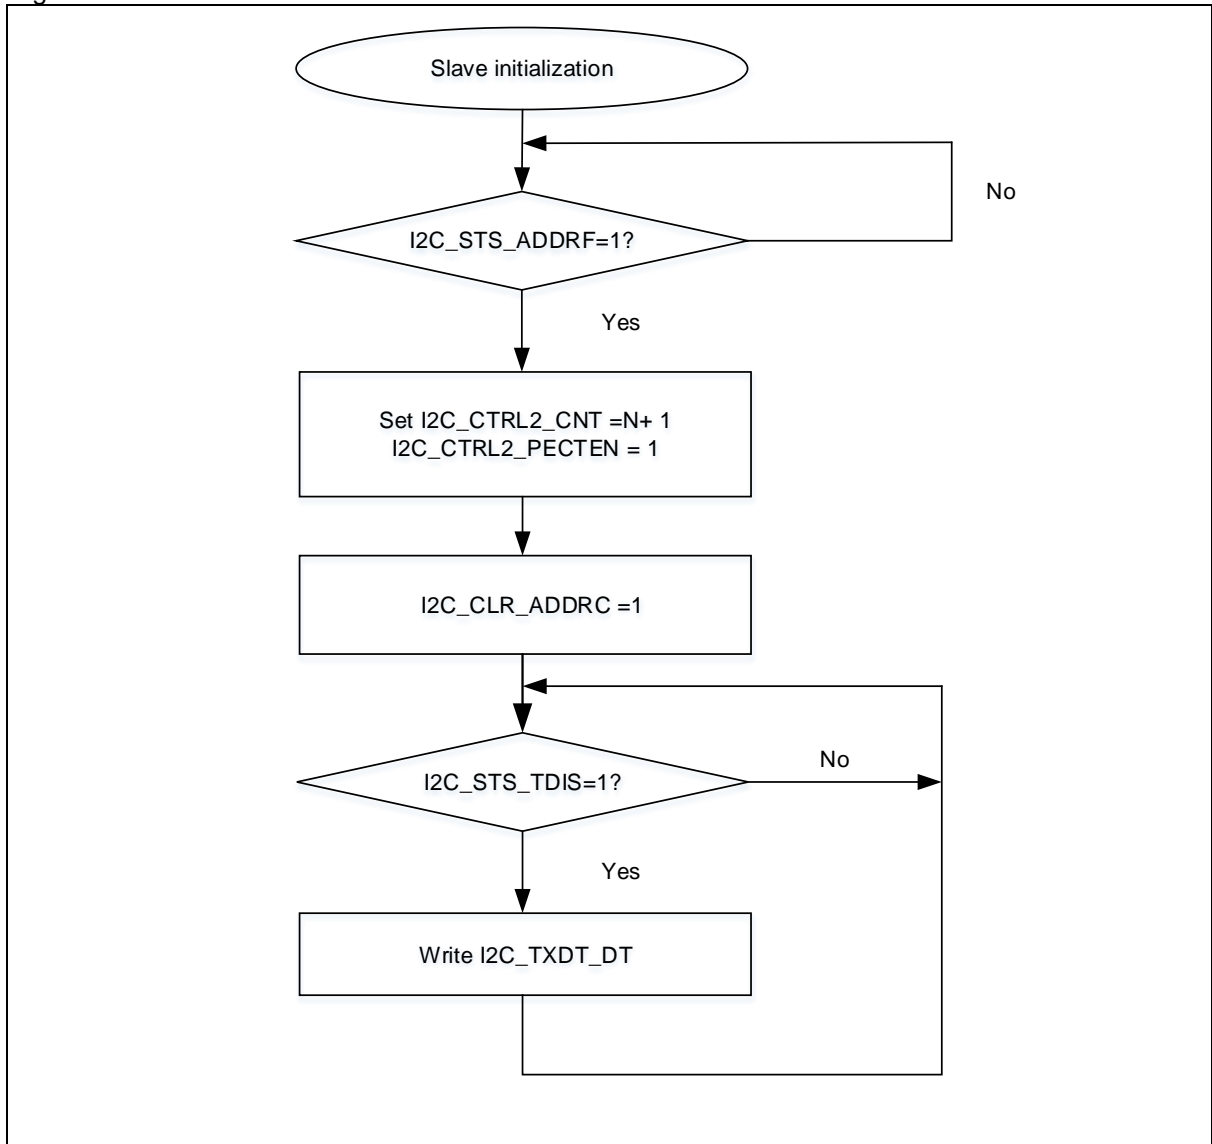 Slave initialization
No
I2C_STS_ADDRF=1?
Yes
Set I2C_CTRL2_CNT =N+ 1
I2C_CTRL2_PECTEN = 1
I2C_CLR_ADDRC =1
No
I2C_STS_TDIS=1?
Yes
Write I2C_TXDT_DT